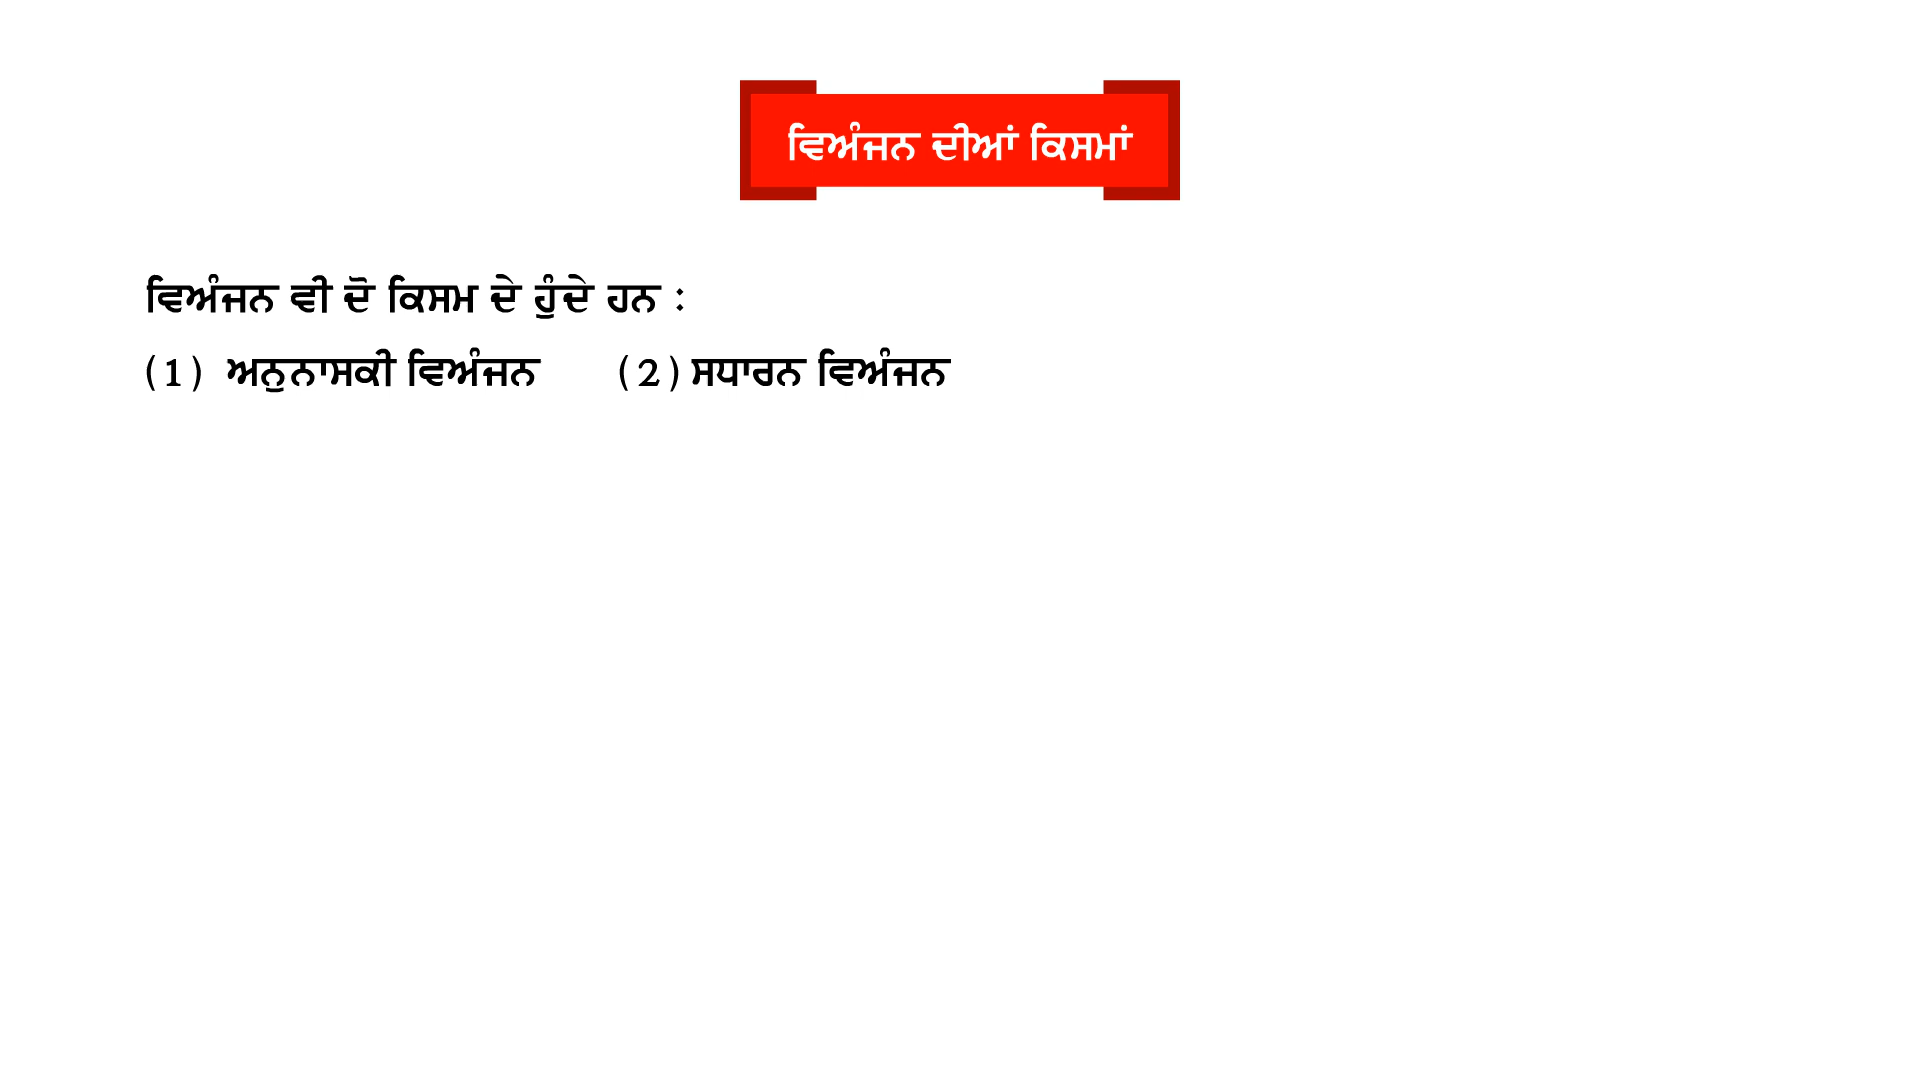 ਵਿਅੰਜਨ ਦੀਆਂ ਕਿਸਮਾਂ
ਵਿਅੰਜਨ ਵੀ ਦੋ ਕਿਸਮ ਦੇ ਹੁੰਦੇ ਹਨ :
(1) ਅਨੁਨਾਸਕੀ ਵਿਅੰਜਨ (2) ਸਧਾਰਨ ਵਿਅੰਜਨ